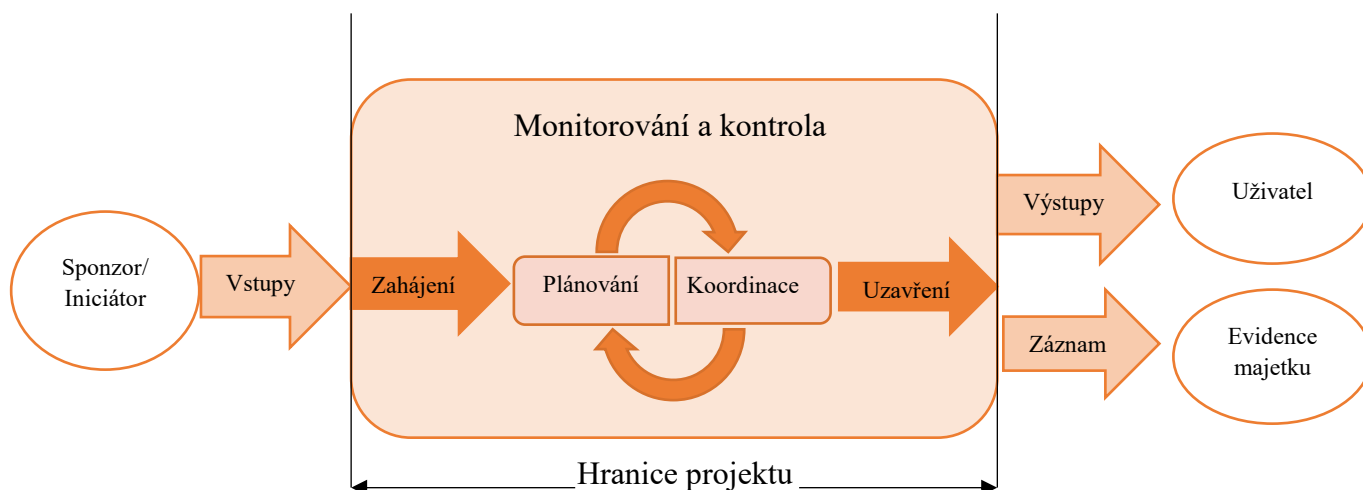 Monitorování a kontrola
Sponzor/
Iniciátor
Vstupy
Zahájení
Plánování
Koordinace
Uzavření
Výstupy
Uživatel
Záznam
Evidence
majetku
Hranice projektu